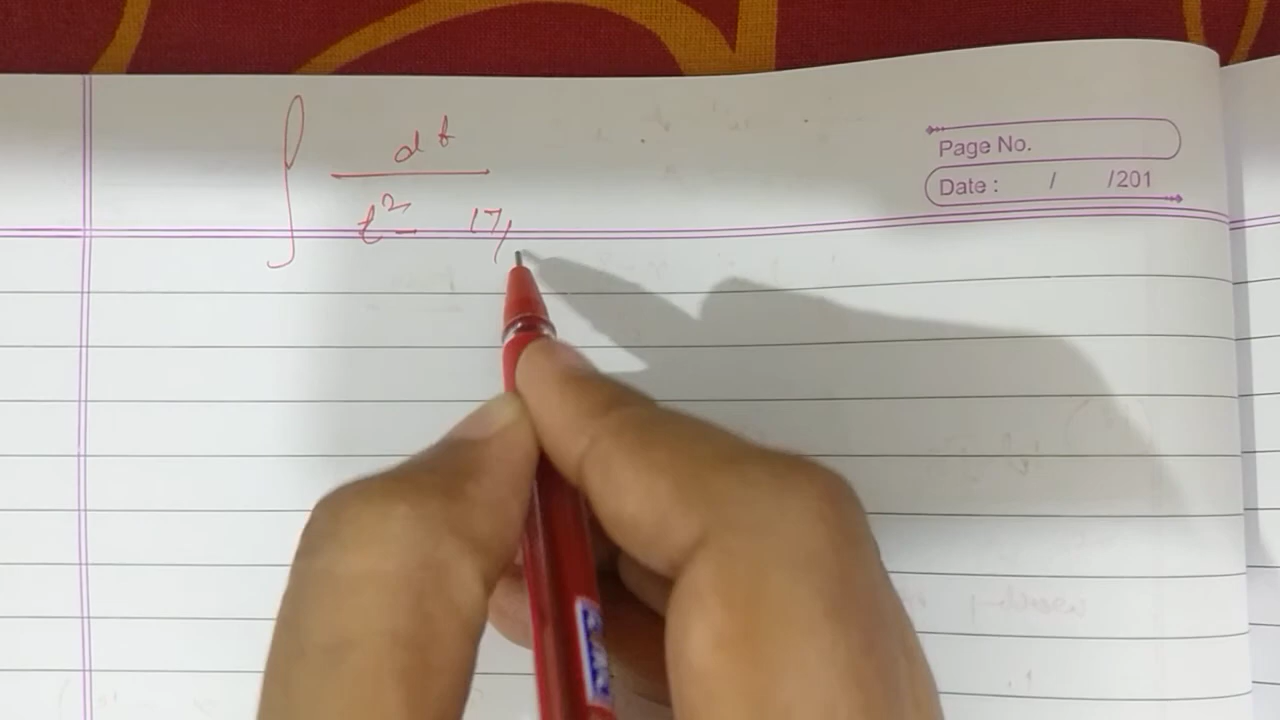 ∫ dt
t² - 17/
Page No.
Date : / /201